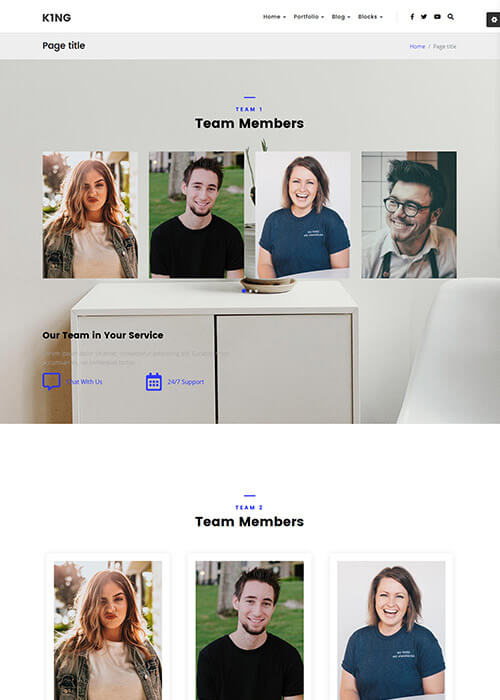 K1NG
Home Portfolio Blog Blocks
Page title
Home / Page title
TEAM 1
Team Members
Our Team in Your Service
Chat With Us
24/7 Support
TEAM 2
Team Members